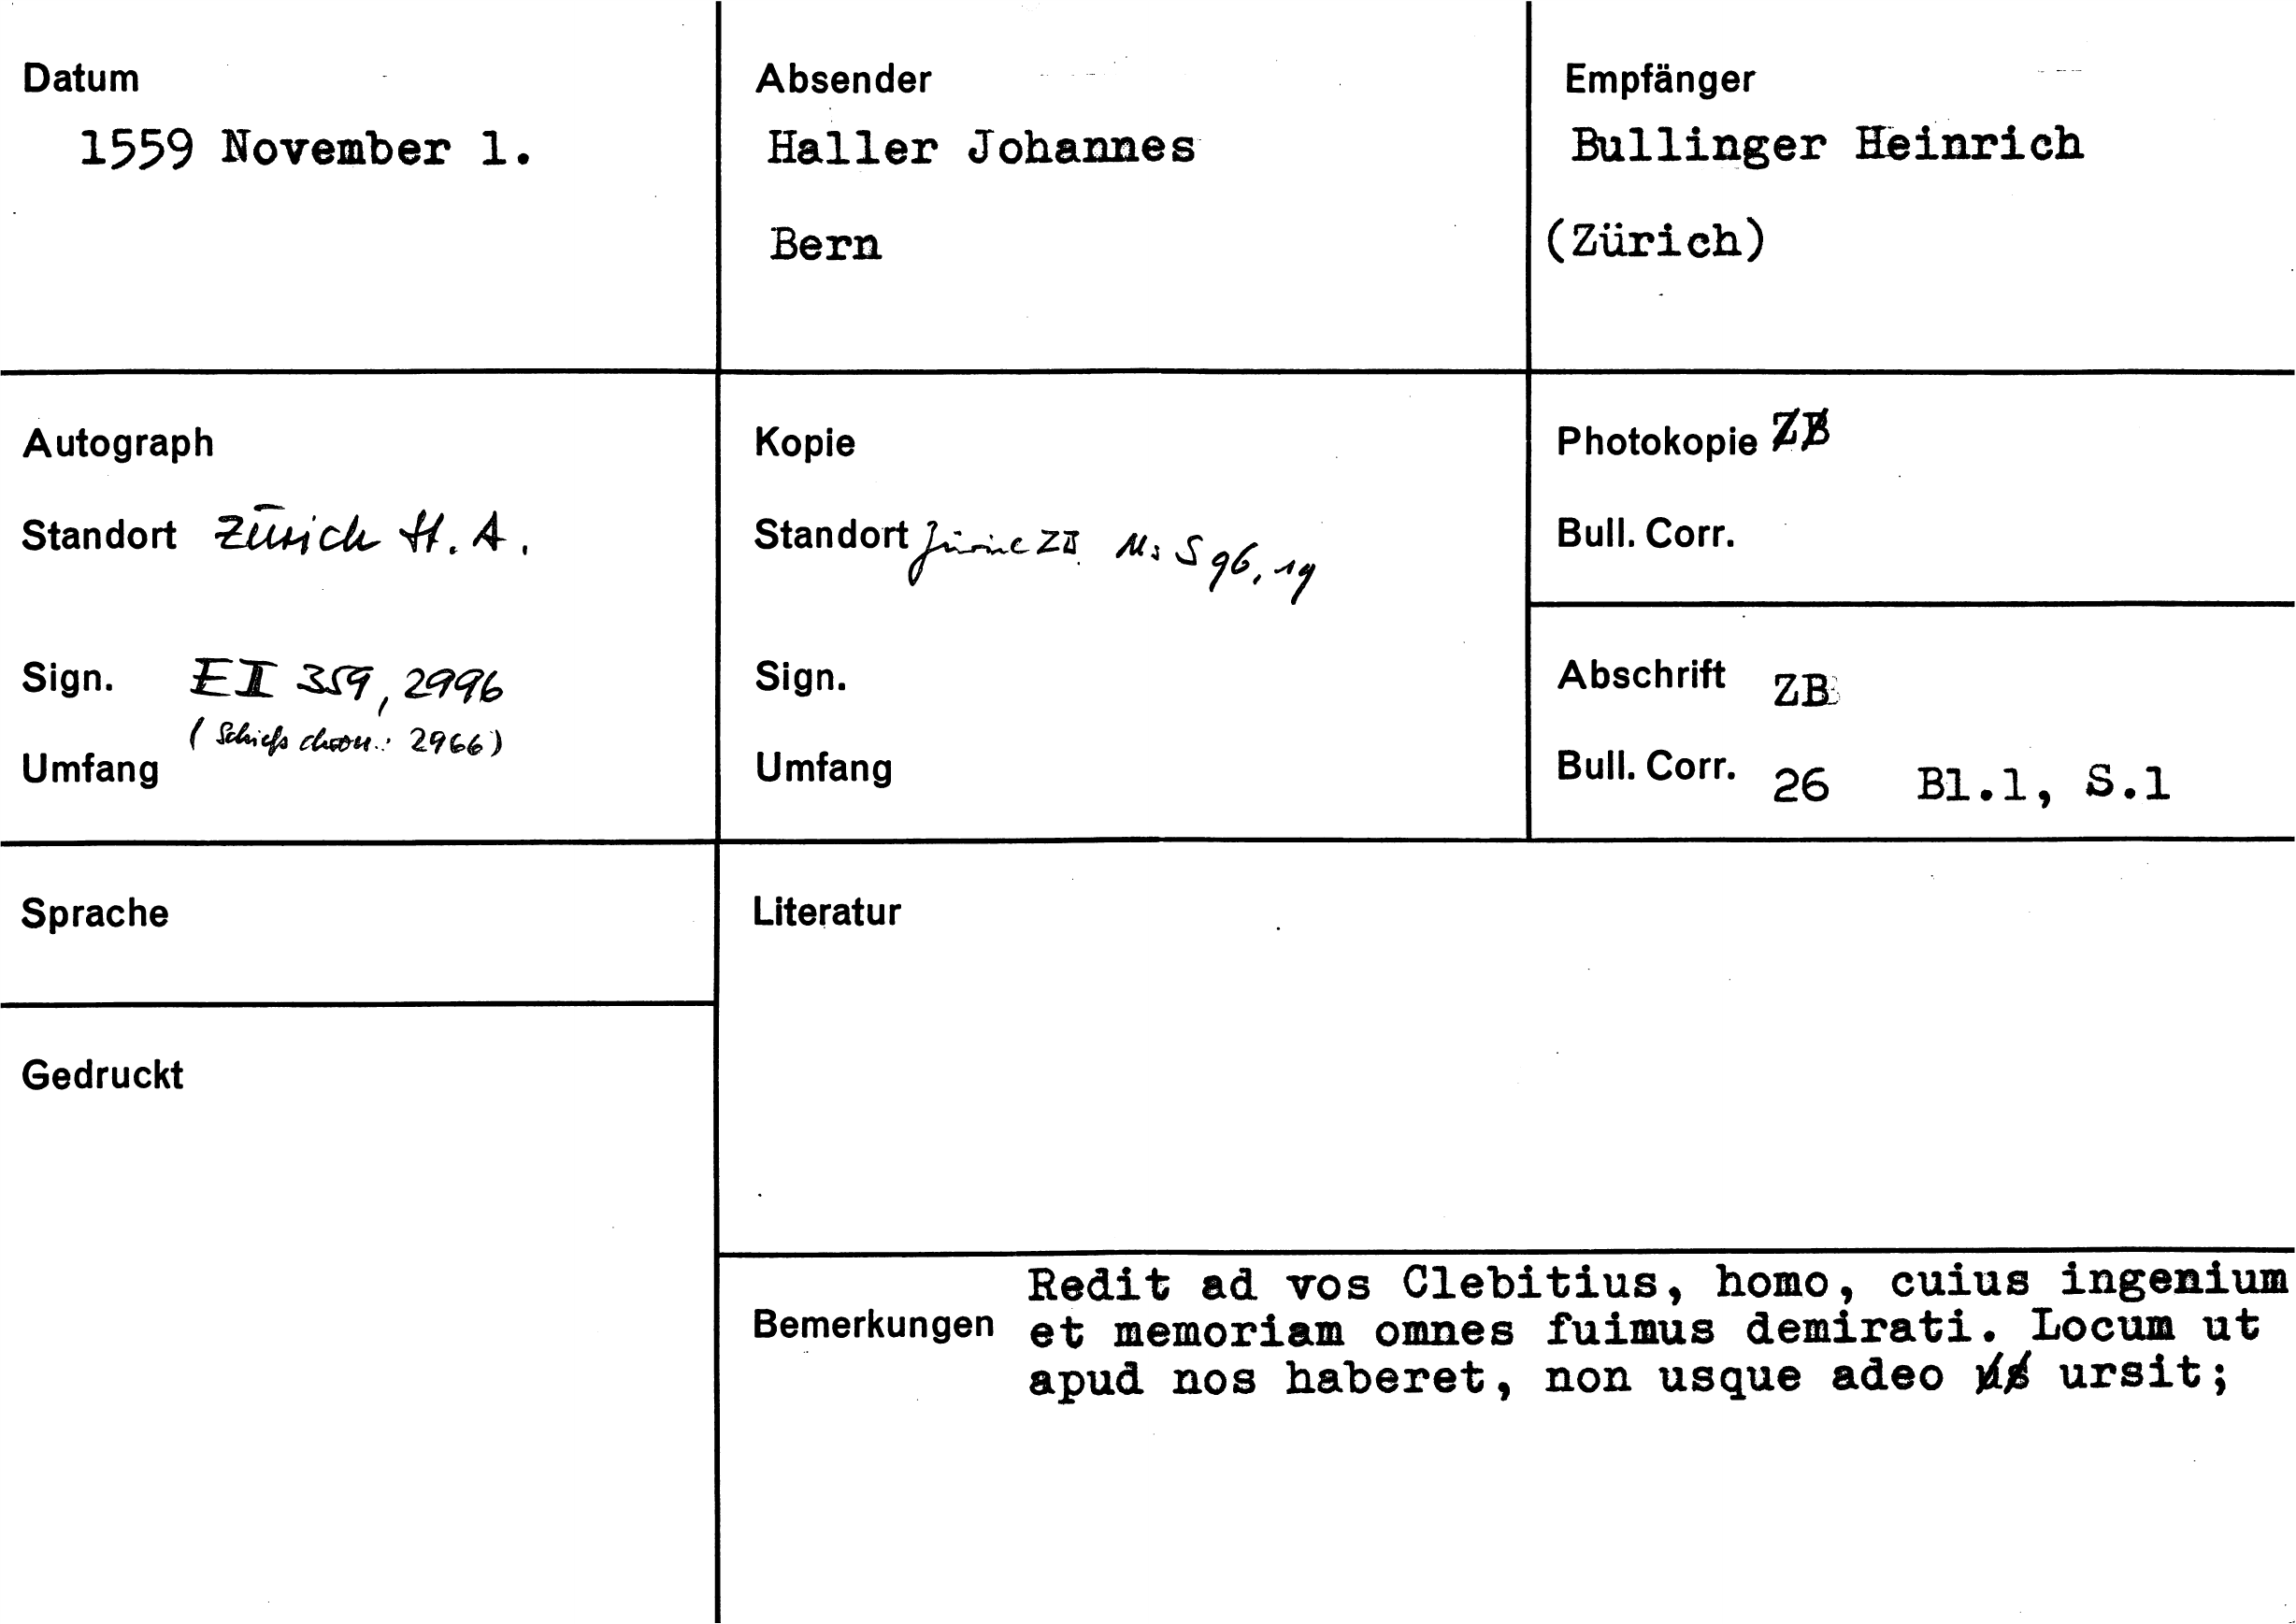 Datum
1559 November 1.
Absender
Haller Johannes
Bern
Empfänger
Bullinger Heinrich
(Zürich)
Autograph
Standort Zürich St. A.
Sign. E II 359, 2996
(Schieß chron.: 2966)
Umfang
Kopie
Standort Zürich ZB Ms S 96, 19
Sign.
Umfang
Photokopie ZB
Bull. Corr.
Abschrift ZB
Bull. Corr. 26 Bl.1, S.1
Sprache
Gedruckt
Literatur
Bemerkungen
Redit ad vos Clebitius, homo, cuius ingenium
et memoriam omnes fuimus demirati. Locum ut
apud nos haberet, non usque adeo ursit;